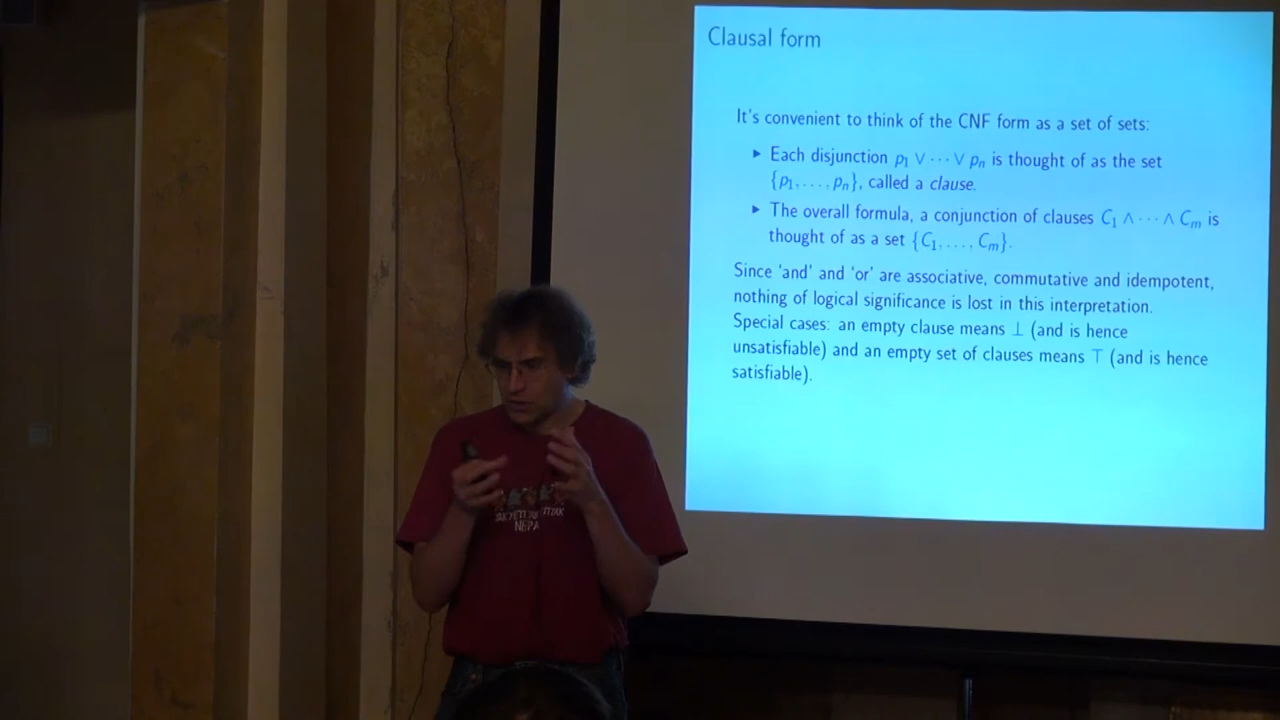 Clausal form
It's convenient to think of the CNF form as a set of sets:
▸ Each disjunction p₁ ∨ ⋯ ∨ pₙ is thought of as the set
{p₁, . . . , pₙ}, called a clause.
▸ The overall formula, a conjunction of clauses C₁ ∧ ⋯ ∧ Cₘ is
thought of as a set {C₁, . . . , Cₘ}.
Since 'and' and 'or' are associative, commutative and idempotent,
nothing of logical significance is lost in this interpretation.
Special cases: an empty clause means ⊥ (and is hence
unsatisfiable) and an empty set of clauses means ⊤ (and is hence
satisfiable).
NEPA